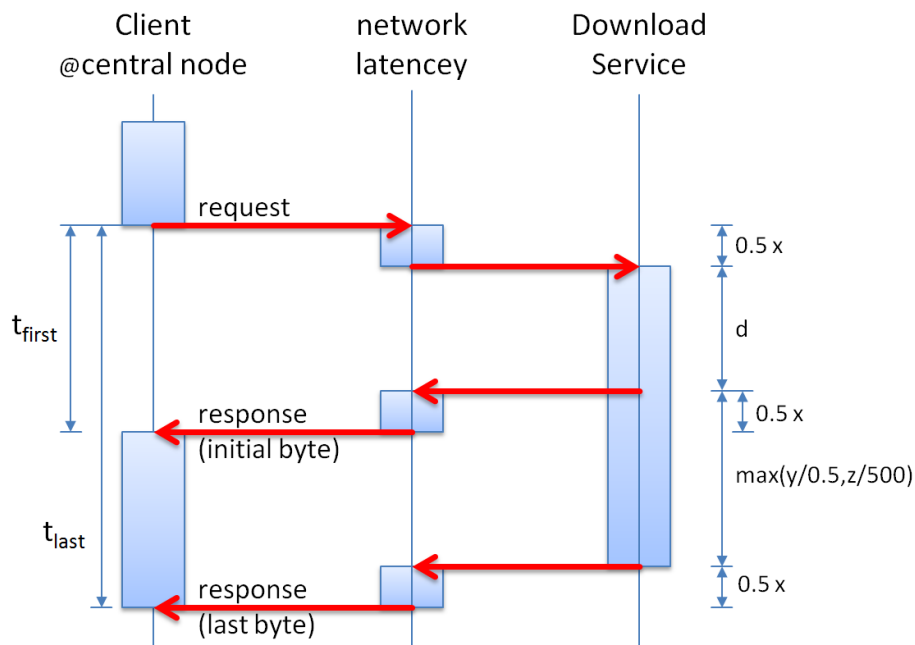 Client
@central node
network
latencey
Download
Service
request
0.5 x
t_first
d
response
(initial byte)
0.5 x
max(y/0.5,z/500)
t_last
response
(last byte)
0.5 x